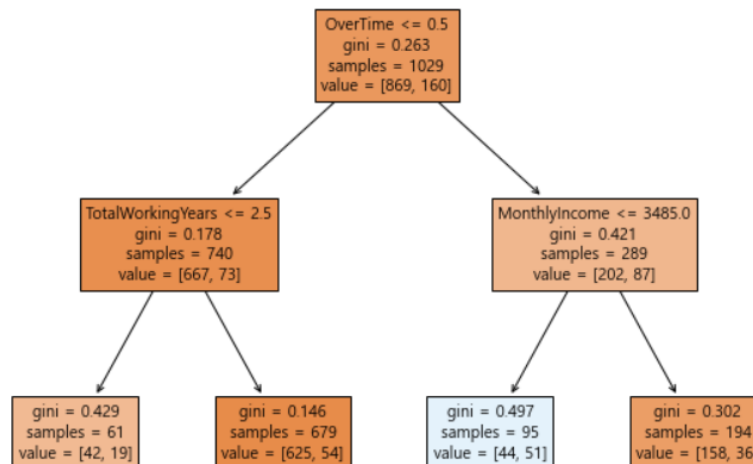 OverTime <= 0.5
gini = 0.263
samples = 1029
value = [869, 160]
TotalWorkingYears <= 2.5
gini = 0.178
samples = 740
value = [667, 73]
MonthlyIncome <= 3485.0
gini = 0.421
samples = 289
value = [202, 87]
gini = 0.429
samples = 61
value = [42, 19]
gini = 0.146
samples = 679
value = [625, 54]
gini = 0.497
samples = 95
value = [44, 51]
gini = 0.302
samples = 194
value = [158, 36]